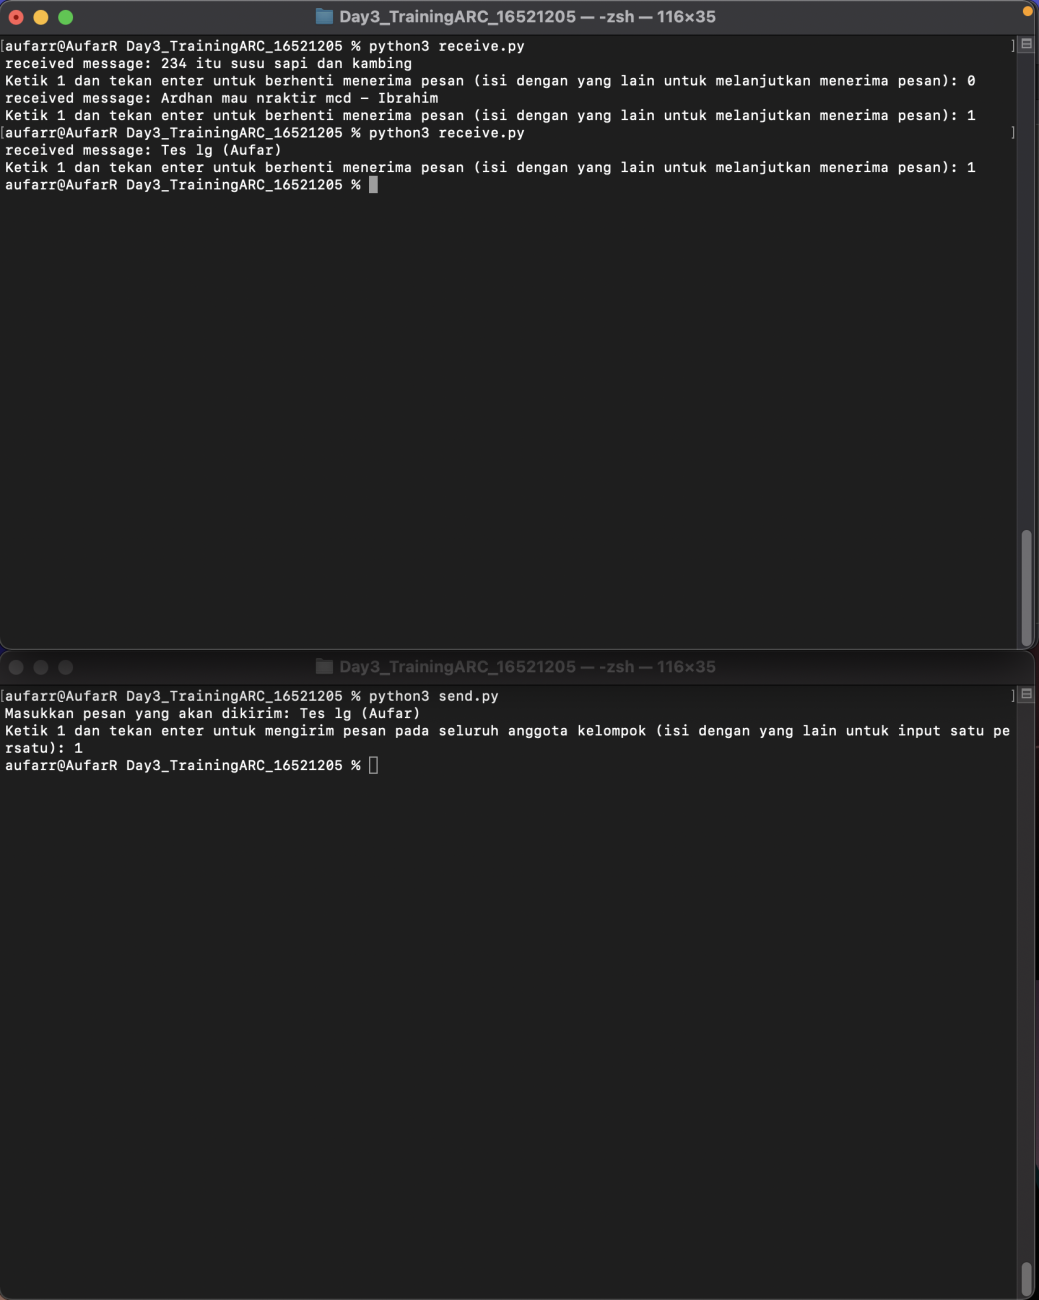 Day3_TrainingARC_16521205 — -zsh — 116×35
[aufarr@AufarR Day3_TrainingARC_16521205 % python3 receive.py ]
received message: 234 itu susu sapi dan kambing
Ketik 1 dan tekan enter untuk berhenti menerima pesan (isi dengan yang lain untuk melanjutkan menerima pesan): 0
received message: Ardhan mau nraktir mcd – Ibrahim
Ketik 1 dan tekan enter untuk berhenti menerima pesan (isi dengan yang lain untuk melanjutkan menerima pesan): 1
[aufarr@AufarR Day3_TrainingARC_16521205 % python3 receive.py ]
received message: Tes lg (Aufar)
Ketik 1 dan tekan enter untuk berhenti menerima pesan (isi dengan yang lain untuk melanjutkan menerima pesan): 1
aufarr@AufarR Day3_TrainingARC_16521205 %
Day3_TrainingARC_16521205 — -zsh — 116×35
[aufarr@AufarR Day3_TrainingARC_16521205 % python3 send.py ]
Masukkan pesan yang akan dikirim: Tes lg (Aufar)
Ketik 1 dan tekan enter untuk mengirim pesan pada seluruh anggota kelompok (isi dengan yang lain untuk input satu pe
rsatu): 1
aufarr@AufarR Day3_TrainingARC_16521205 %